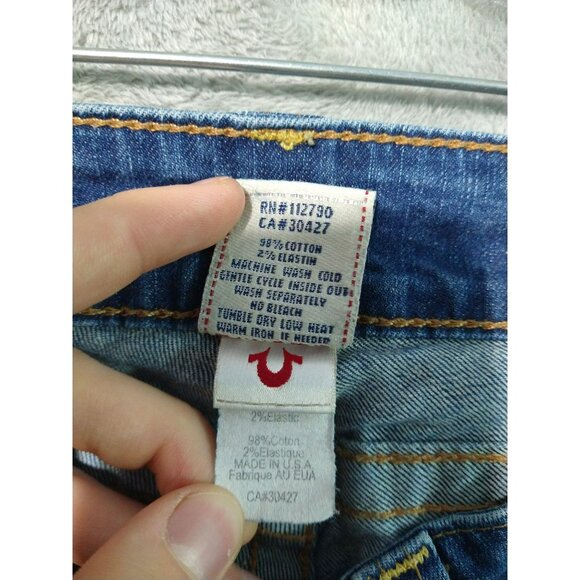 RN#112790
CA#30427
98% COTTON
2% ELASTIN
MACHINE WASH COLD
GENTLE CYCLE INSIDE OUT
WASH SEPARATELY
NO BLEACH
TUMBLE DRY LOW HEAT
WARM IRON IF NEEDED
2%Elastic
98%Coton
2%Elastique
MADE IN U.S.A
Fabrique AU EUA
CA#30427